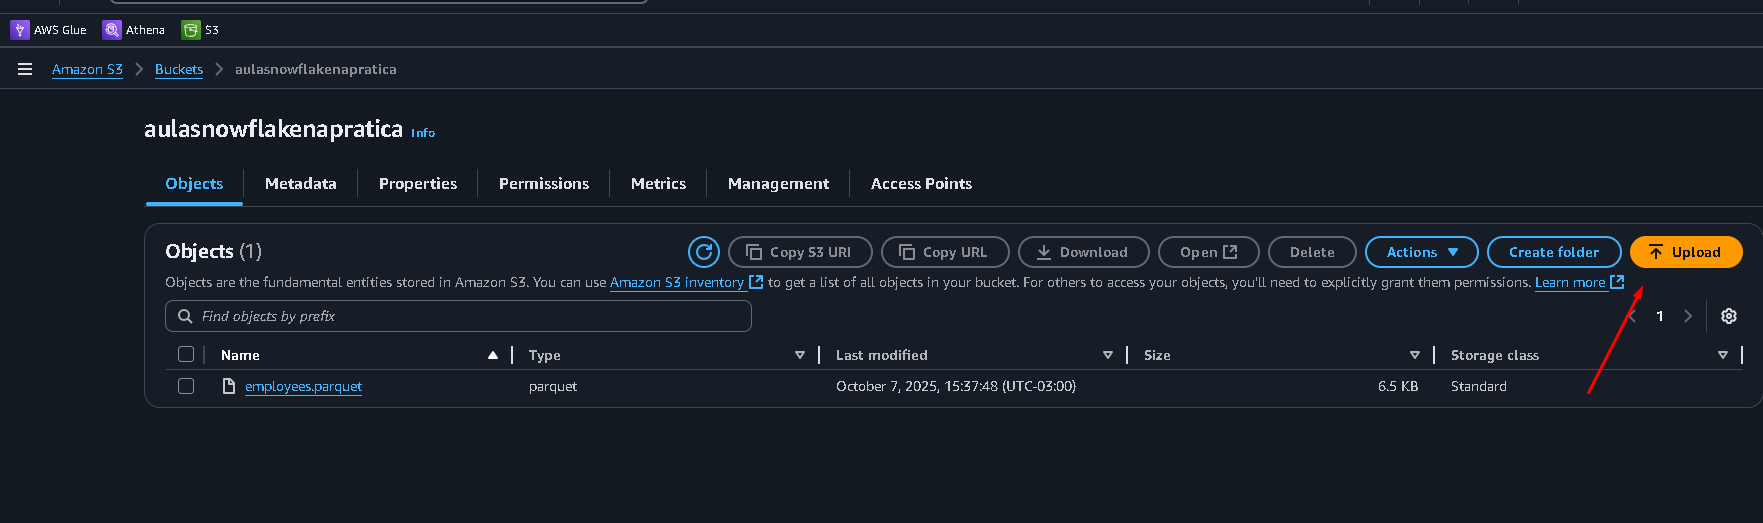 AWS Glue Athena S3
Amazon S3 Buckets aulasnowflakenapratica
aulasnowflakenapratica Info
Objects Metadata Properties Permissions Metrics Management Access Points
Objects (1) Copy S3 URI Copy URL Download Open Delete Actions Create folder Upload
Objects are the fundamental entities stored in Amazon S3. You can use Amazon S3 inventory to get a list of all objects in your bucket. For others to access your objects, you'll need to explicitly grant them permissions. Learn more
Find objects by prefix 1
Name Type Last modified Size Storage class
employees.parquet parquet October 7, 2025, 15:37:48 (UTC-03:00) 6.5 KB Standard